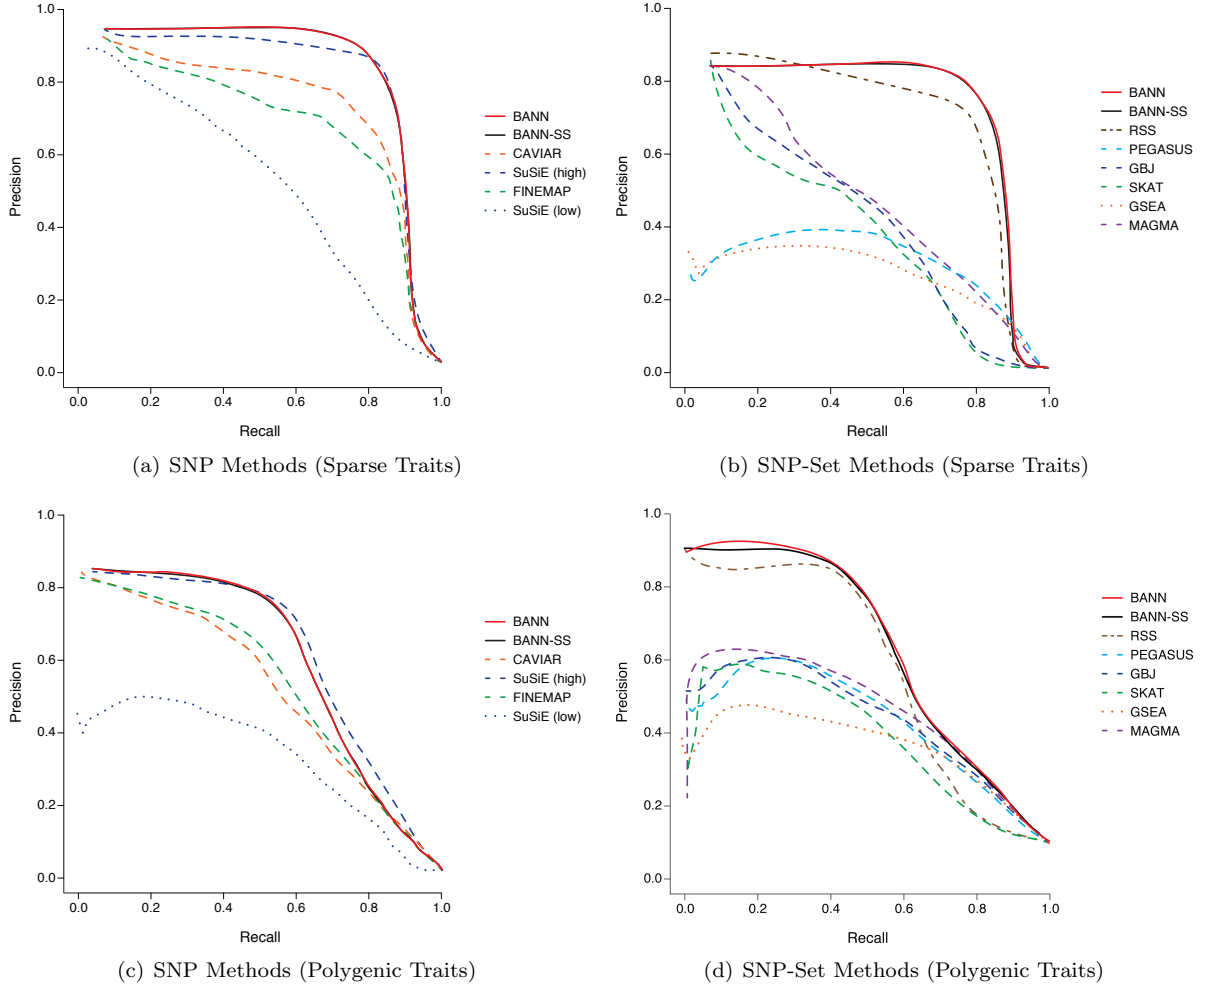 1.0
0.8
0.6
0.4
0.2
0.0
Precision
0.0 0.2 0.4 0.6 0.8 1.0
Recall
BANN
BANN-SS
CAVIAR
SuSiE (high)
FINEMAP
SuSiE (low)
(a) SNP Methods (Sparse Traits)
1.0
0.8
0.6
0.4
0.2
0.0
Precision
0.0 0.2 0.4 0.6 0.8 1.0
Recall
BANN
BANN-SS
RSS
PEGASUS
GBJ
SKAT
GSEA
MAGMA
(b) SNP-Set Methods (Sparse Traits)
1.0
0.8
0.6
0.4
0.2
0.0
Precision
0.0 0.2 0.4 0.6 0.8 1.0
Recall
BANN
BANN-SS
CAVIAR
SuSiE (high)
FINEMAP
SuSiE (low)
(c) SNP Methods (Polygenic Traits)
1.0
0.8
0.6
0.4
0.2
0.0
Precision
0.0 0.2 0.4 0.6 0.8 1.0
Recall
BANN
BANN-SS
RSS
PEGASUS
GBJ
SKAT
GSEA
MAGMA
(d) SNP-Set Methods (Polygenic Traits)